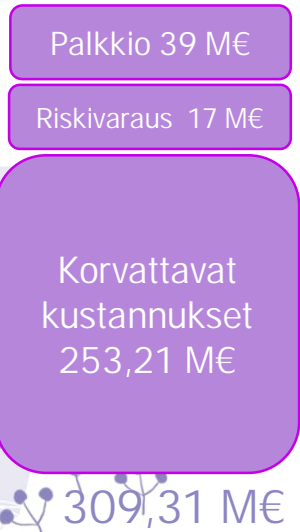 Palkkio 39 M€
Riskivaraus 17 M€
Korvattavat
kustannukset
253,21 M€
309,31 M€